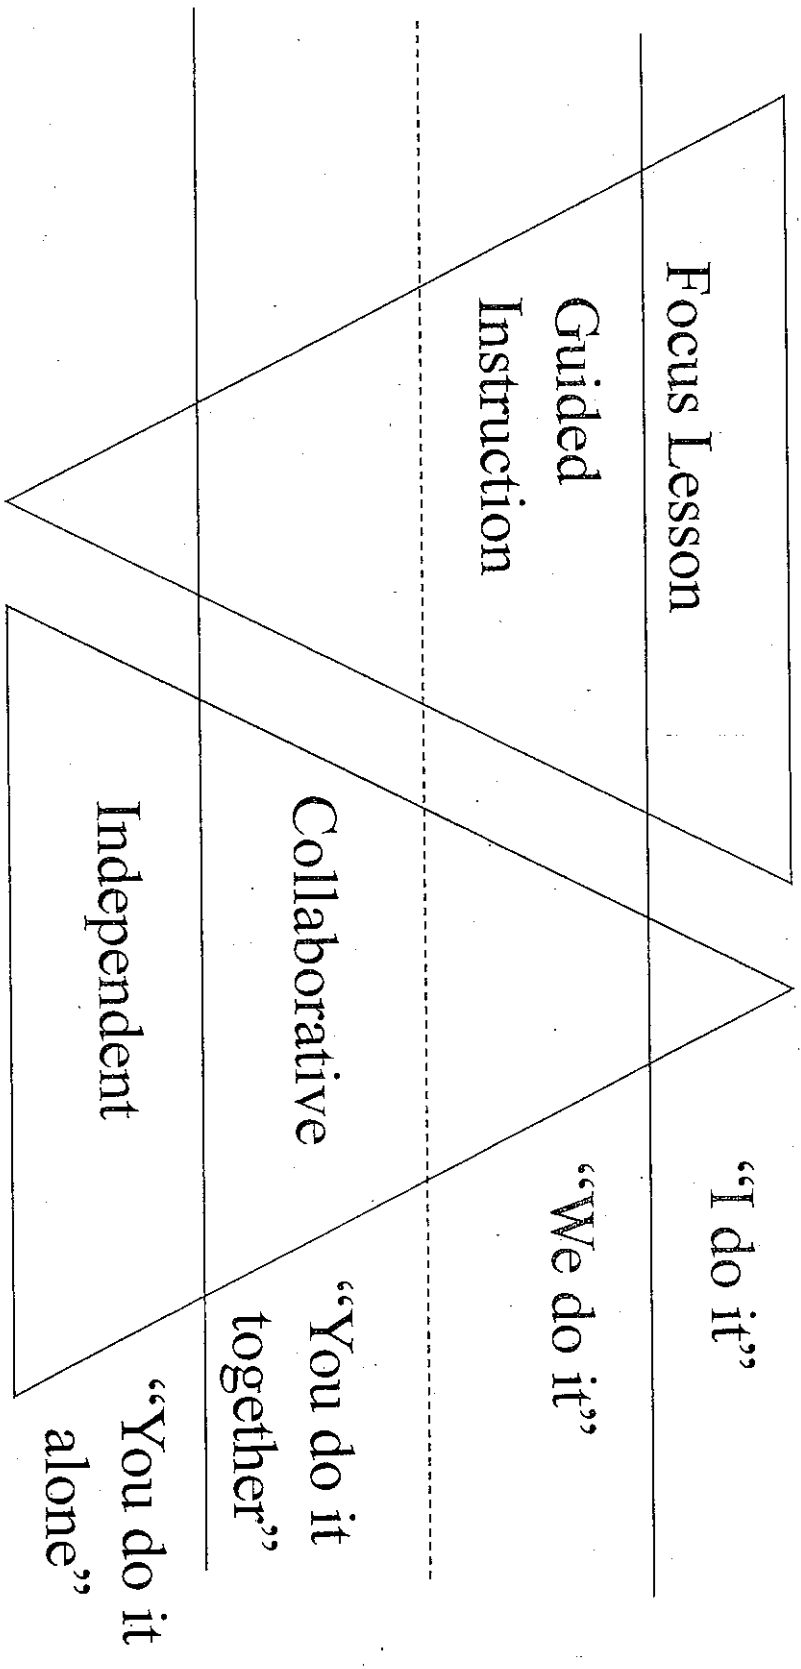 Focus Lesson
“I do it”
Guided
Instruction
“We do it”
Collaborative
“You do it
together”
Independent
“You do it
alone”